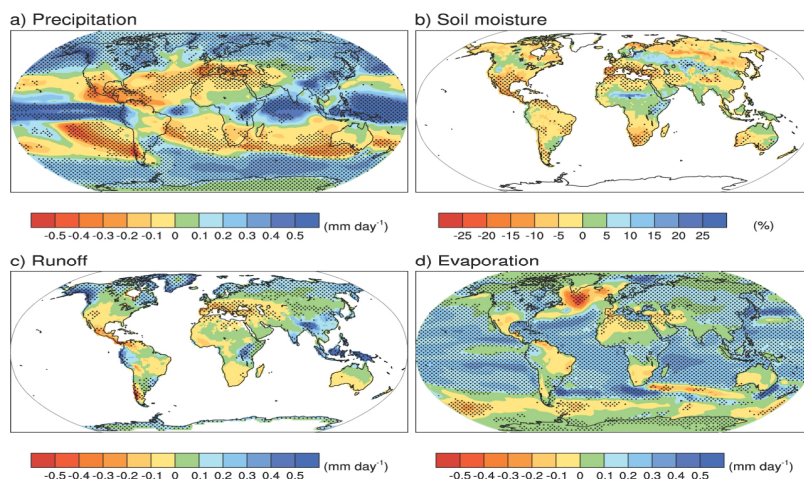 a) Precipitation
b) Soil moisture
-0.5 -0.4 -0.3 -0.2 -0.1 0 0.1 0.2 0.3 0.4 0.5 (mm day⁻¹)
-25 -20 -15 -10 -5 0 5 10 15 20 25 (%)
c) Runoff
d) Evaporation
-0.5 -0.4 -0.3 -0.2 -0.1 0 0.1 0.2 0.3 0.4 0.5 (mm day⁻¹)
-0.5 -0.4 -0.3 -0.2 -0.1 0 0.1 0.2 0.3 0.4 0.5 (mm day⁻¹)